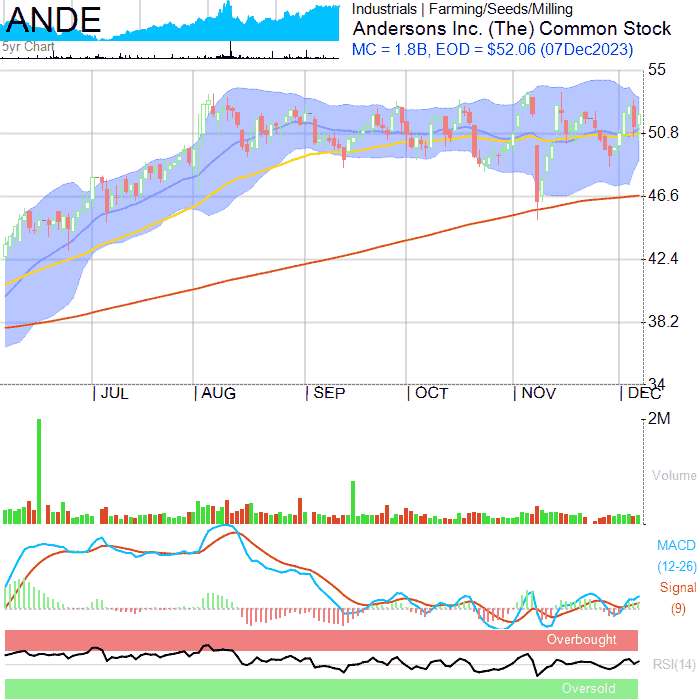 ANDE
5yr Chart
Industrials | Farming/Seeds/Milling
Andersons Inc. (The) Common Stock
MC = 1.8B, EOD = $52.06 (07Dec2023)
55
50.8
46.6
42.4
38.2
34
JUL AUG SEP OCT NOV DEC
2M
Volume
MACD
(12-26)
Signal
(9)
Overbought
RSI(14)
Oversold